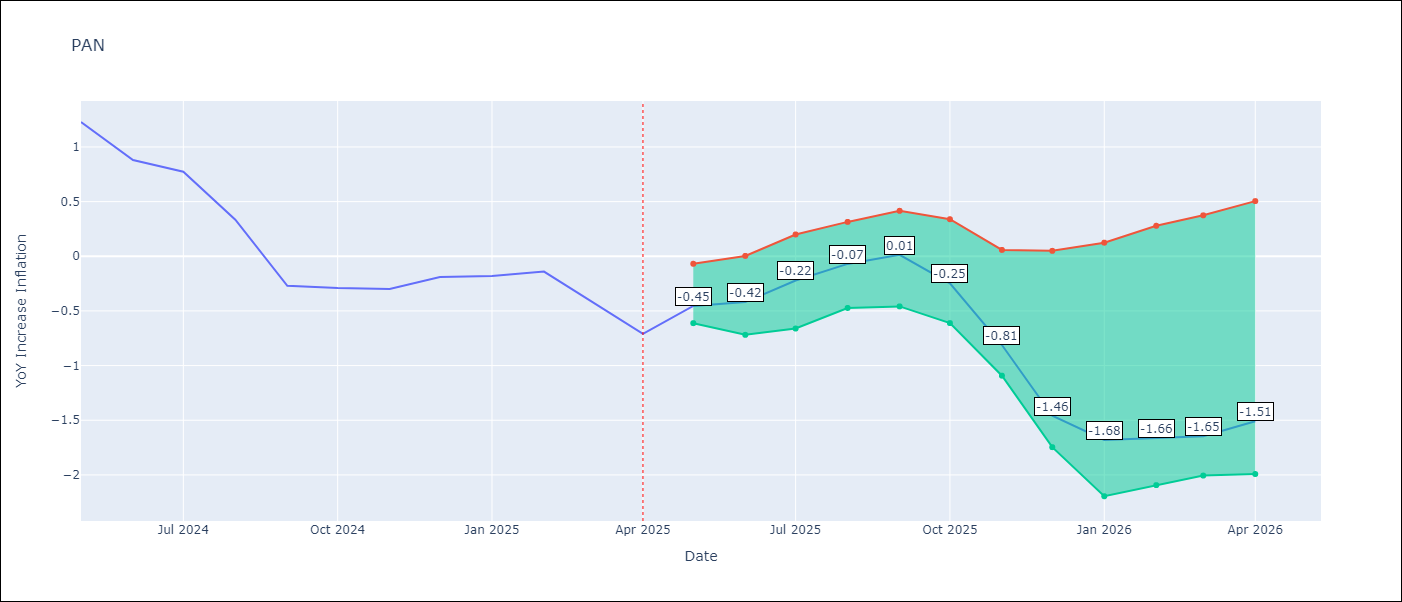 PAN
YoY Increase Inflation
1
0.5
0
−0.5
−1
−1.5
−2
-0.45
-0.42
-0.22
-0.07
0.01
-0.25
-0.81
-1.46
-1.68
-1.66
-1.65
-1.51
Jul 2024
Oct 2024
Jan 2025
Apr 2025
Jul 2025
Oct 2025
Jan 2026
Apr 2026
Date